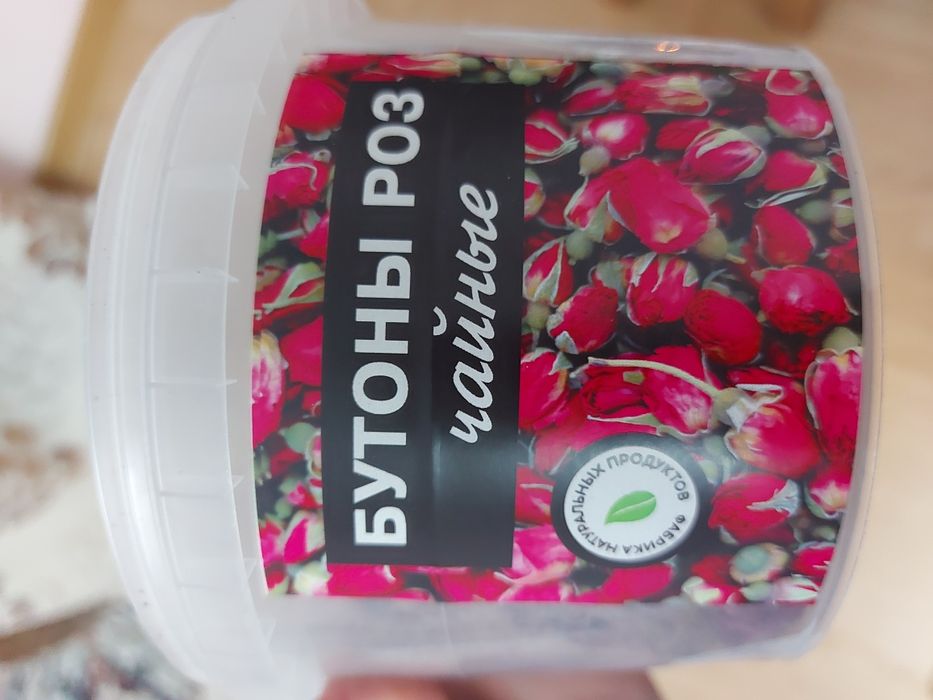 БУТОНЫ РОЗ
чайные
ФАБРИКА НАТУРАЛЬНЫХ ПРОДУКТОВ